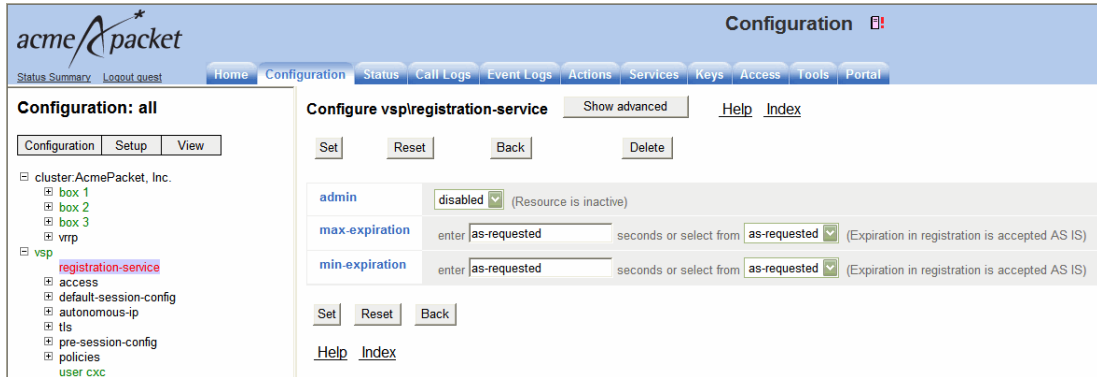 acme packet
Configuration
Status Summary Logout guest
Home Configuration Status Call Logs Event Logs Actions Services Keys Access Tools Portal
Configuration: all
Configuration Setup View
cluster:AcmePacket, Inc.
box 1
box 2
box 3
vrrp
vsp
registration-service
access
default-session-config
autonomous-ip
tls
pre-session-config
policies
user cxc
Configure vsp\registration-service Show advanced Help Index
Set Reset Back Delete
admin disabled (Resource is inactive)
max-expiration enter as-requested seconds or select from as-requested (Expiration in registration is accepted AS IS)
min-expiration enter as-requested seconds or select from as-requested (Expiration in registration is accepted AS IS)
Set Reset Back
Help Index